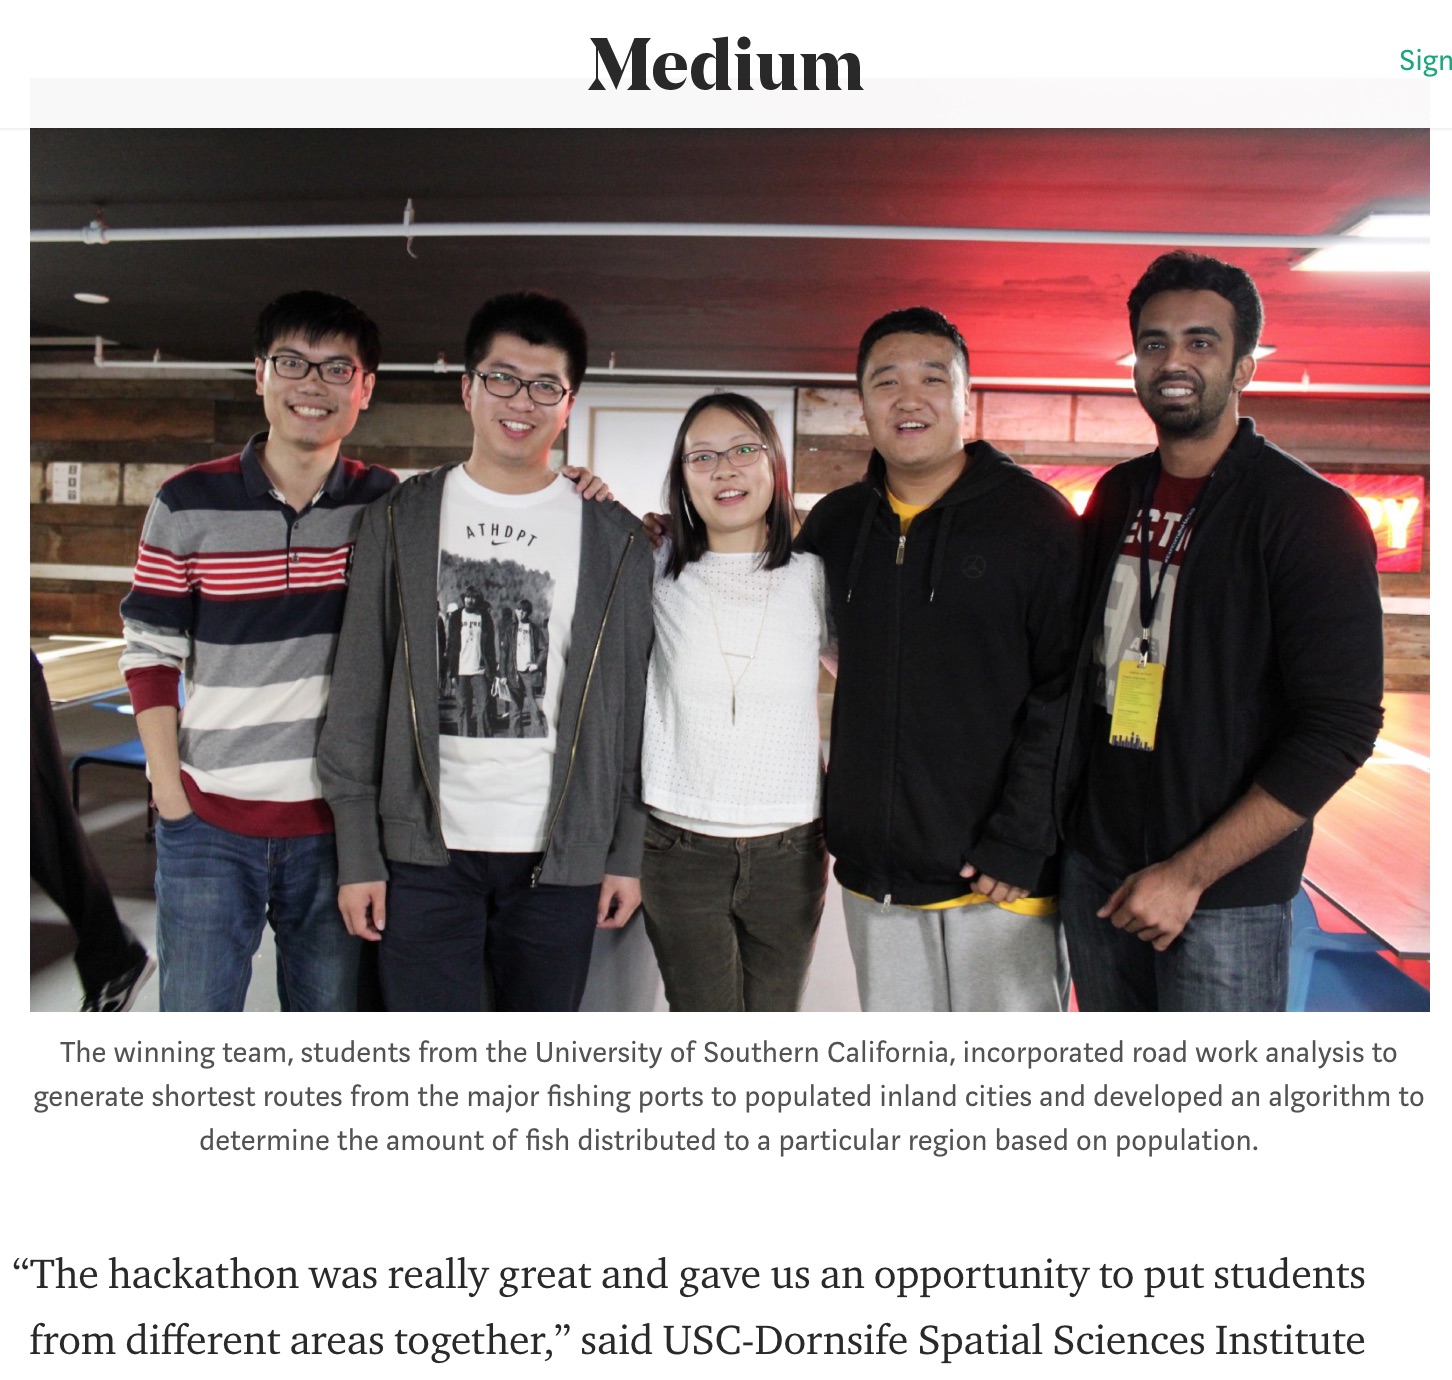 Medium
Sign
ATHDPT
ECT
PY
The winning team, students from the University of Southern California, incorporated road work analysis to
generate shortest routes from the major fishing ports to populated inland cities and developed an algorithm to
determine the amount of fish distributed to a particular region based on population.
“The hackathon was really great and gave us an opportunity to put students
from different areas together,” said USC-Dornsife Spatial Sciences Institute